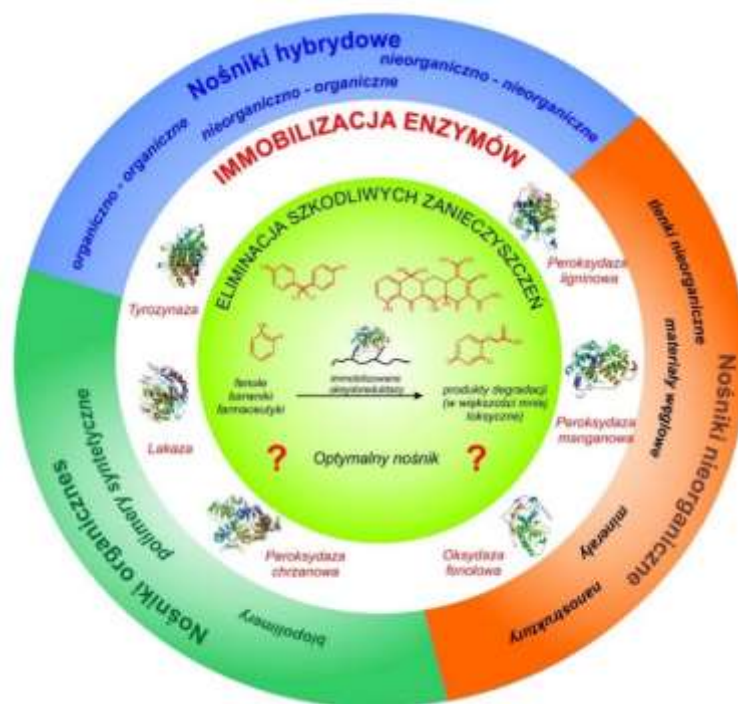 Nośniki hybrydowe
organiczno - organiczne
nieorganiczno - organiczne
nieorganiczno - nieorganiczne
IMMOBILIZACJA ENZYMÓW
ELIMINACJA SZKODLIWYCH ZANIECZYSZCZEŃ
Tyrozynaza
Peroksydaza
ligninowa
Lakaza
Peroksydaza
manganowa
Peroksydaza
chrzanowa
Oksydaza
fenolowa
fenole
barwniki
farmaceutyki
immobilizowane
oksydoreduktazy
produkty degradacji
(w większości mniej
toksyczne)
? Optymalny nośnik ?
tlenki nieorganiczne
materiały węglowe
minerały
nanostruktury
Nośniki nieorganiczne
polimery syntetyczne
biopolimery
Nośniki organicznes